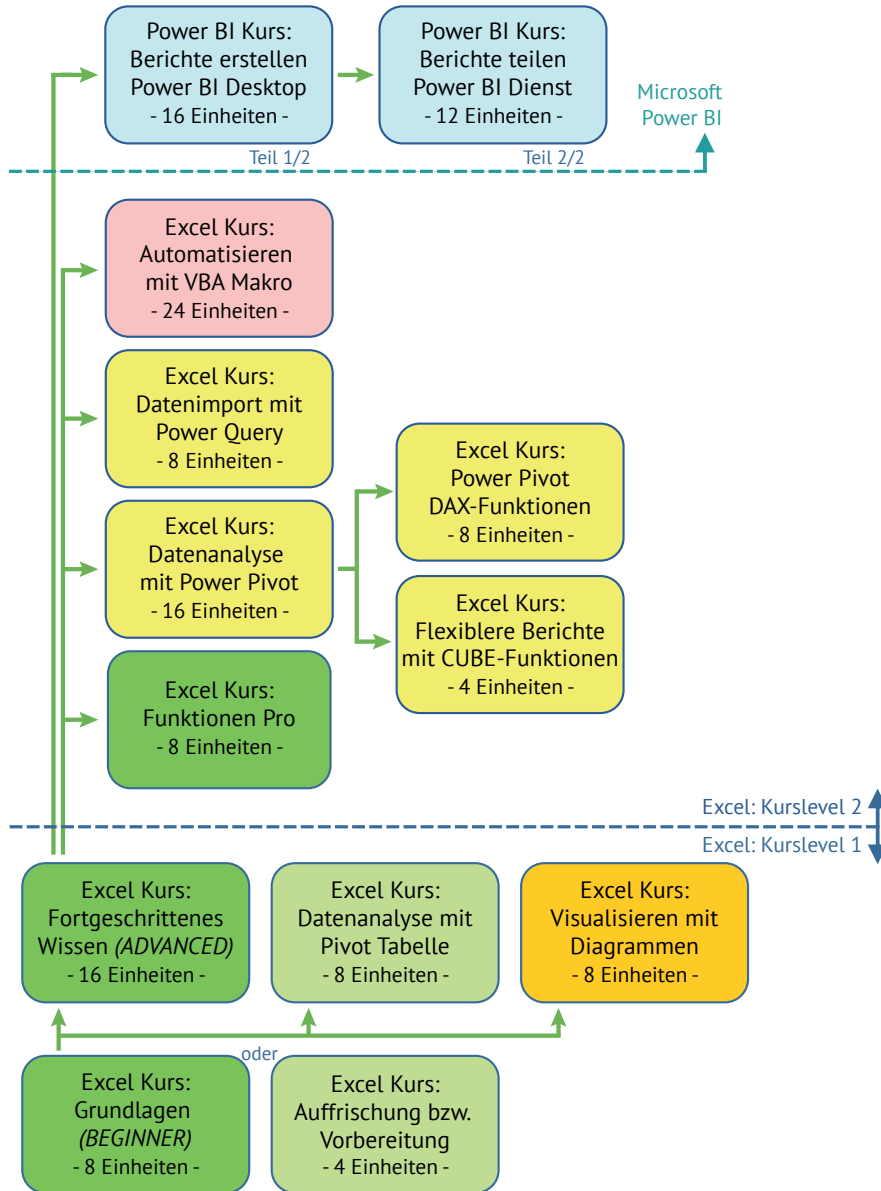 Power BI Kurs:
Berichte erstellen
Power BI Desktop
- 16 Einheiten -
Power BI Kurs:
Berichte teilen
Power BI Dienst
- 12 Einheiten -
Microsoft
Power BI
Teil 1/2
Teil 2/2
Excel Kurs:
Automatisieren
mit VBA Makro
- 24 Einheiten -
Excel Kurs:
Datenimport mit
Power Query
- 8 Einheiten -
Excel Kurs:
Power Pivot
DAX-Funktionen
- 8 Einheiten -
Excel Kurs:
Datenanalyse
mit Power Pivot
- 16 Einheiten -
Excel Kurs:
Flexiblere Berichte
mit CUBE-Funktionen
- 4 Einheiten -
Excel Kurs:
Funktionen Pro
- 8 Einheiten -
Excel: Kurslevel 2
Excel: Kurslevel 1
Excel Kurs:
Fortgeschrittenes
Wissen (ADVANCED)
- 16 Einheiten -
Excel Kurs:
Datenanalyse mit
Pivot Tabelle
- 8 Einheiten -
Excel Kurs:
Visualisieren mit
Diagrammen
- 8 Einheiten -
oder
Excel Kurs:
Grundlagen
(BEGINNER)
- 8 Einheiten -
Excel Kurs:
Auffrischung bzw.
Vorbereitung
- 4 Einheiten -